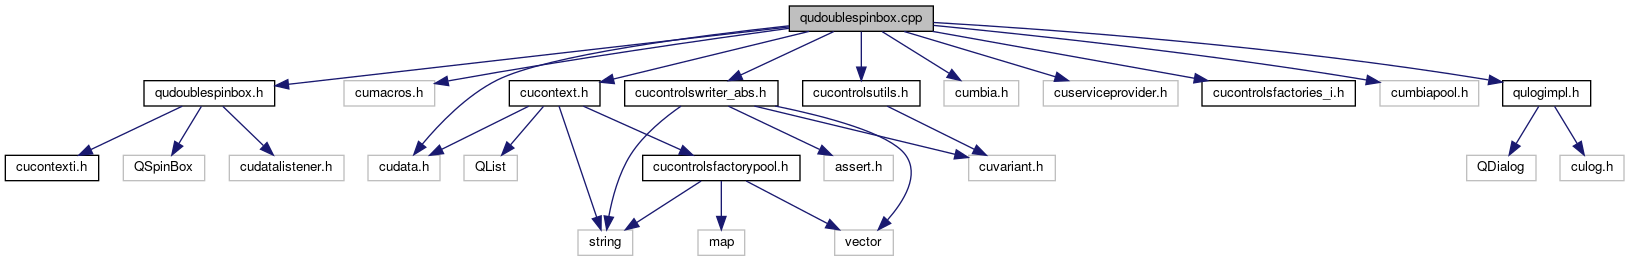 qudoublespinbox.cpp
qudoublespinbox.h
cumacros.h
cucontext.h
cucontrolswriter_abs.h
cucontrolsutils.h
cumbia.h
cuserviceprovider.h
cucontrolsfactories_i.h
cumbiapool.h
qulogimpl.h
cucontexti.h
QSpinBox
cudatalistener.h
cudata.h
QList
cucontrolsfactorypool.h
assert.h
cuvariant.h
QDialog
culog.h
string
map
vector